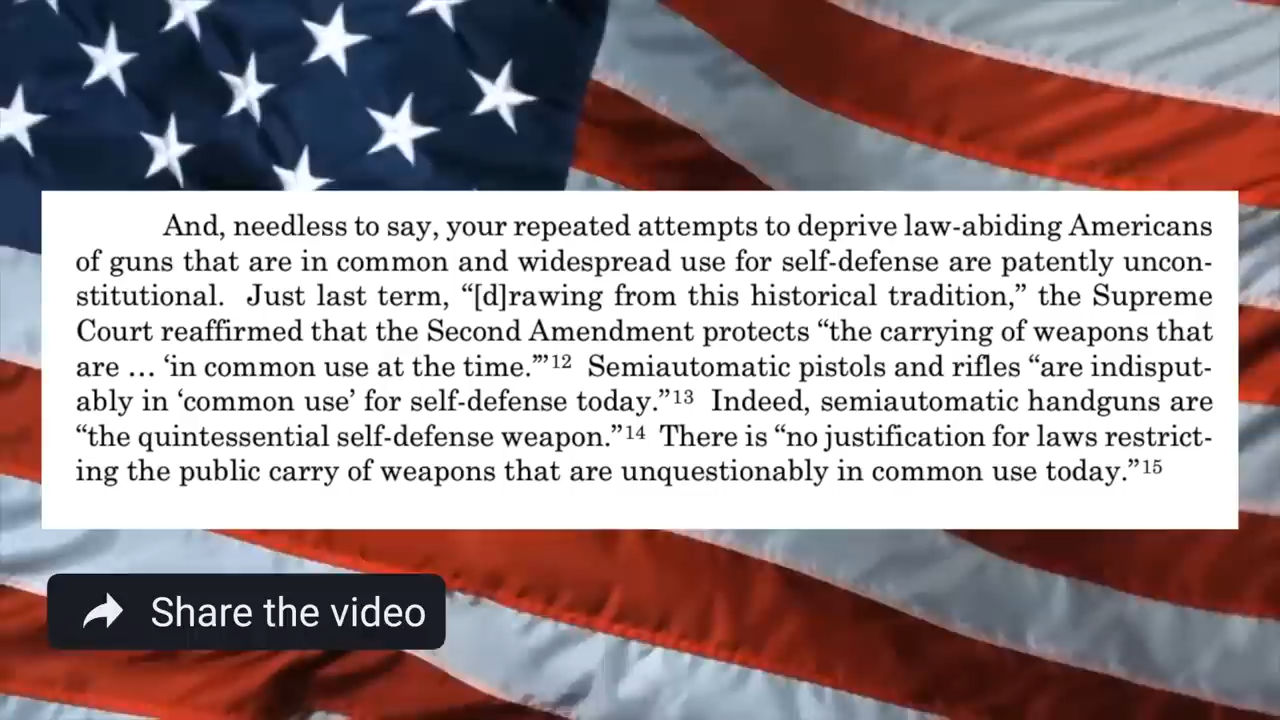 And, needless to say, your repeated attempts to deprive law-abiding Americans
of guns that are in common and widespread use for self-defense are patently uncon-
stitutional. Just last term, “[d]rawing from this historical tradition,” the Supreme
Court reaffirmed that the Second Amendment protects “the carrying of weapons that
are … ‘in common use at the time.’”12 Semiautomatic pistols and rifles “are indisput-
ably in ‘common use’ for self-defense today.”13 Indeed, semiautomatic handguns are
“the quintessential self-defense weapon.”14 There is “no justification for laws restrict-
ing the public carry of weapons that are unquestionably in common use today.”15
Share the video